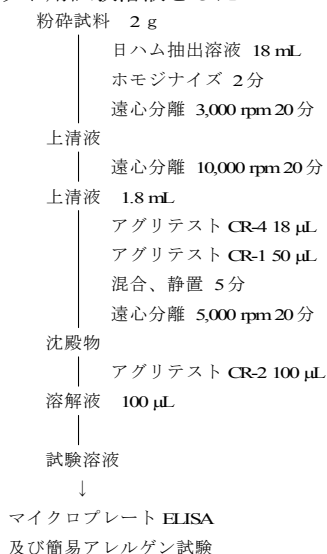 粉砕試料 2 g
日ハム抽出溶液 18 mL
ホモジナイズ 2分
遠心分離 3,000 rpm 20分
上清液
遠心分離 10,000 rpm 20分
上清液 1.8 mL
アグリテスト CR-4 18 μL
アグリテスト CR-1 50 μL
混合、静置 5分
遠心分離 5,000 rpm 20分
沈殿物
アグリテスト CR-2 100 μL
溶解液 100 μL
試験溶液
↓
マイクロプレート ELISA
及び簡易アレルゲン試験